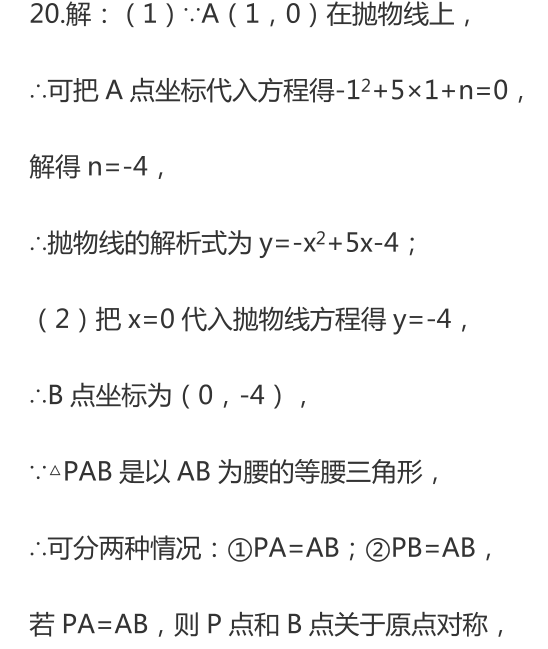 20.解：（1）∵A（1，0）在抛物线上，
∴可把 A 点坐标代入方程得-1²+5×1+n=0，
解得 n=-4，
∴抛物线的解析式为 y=-x²+5x-4；
（2）把 x=0 代入抛物线方程得 y=-4，
∴B 点坐标为（0，-4），
∵△PAB 是以 AB 为腰的等腰三角形，
∴可分两种情况：①PA=AB；②PB=AB，
若 PA=AB，则 P 点和 B 点关于原点对称，